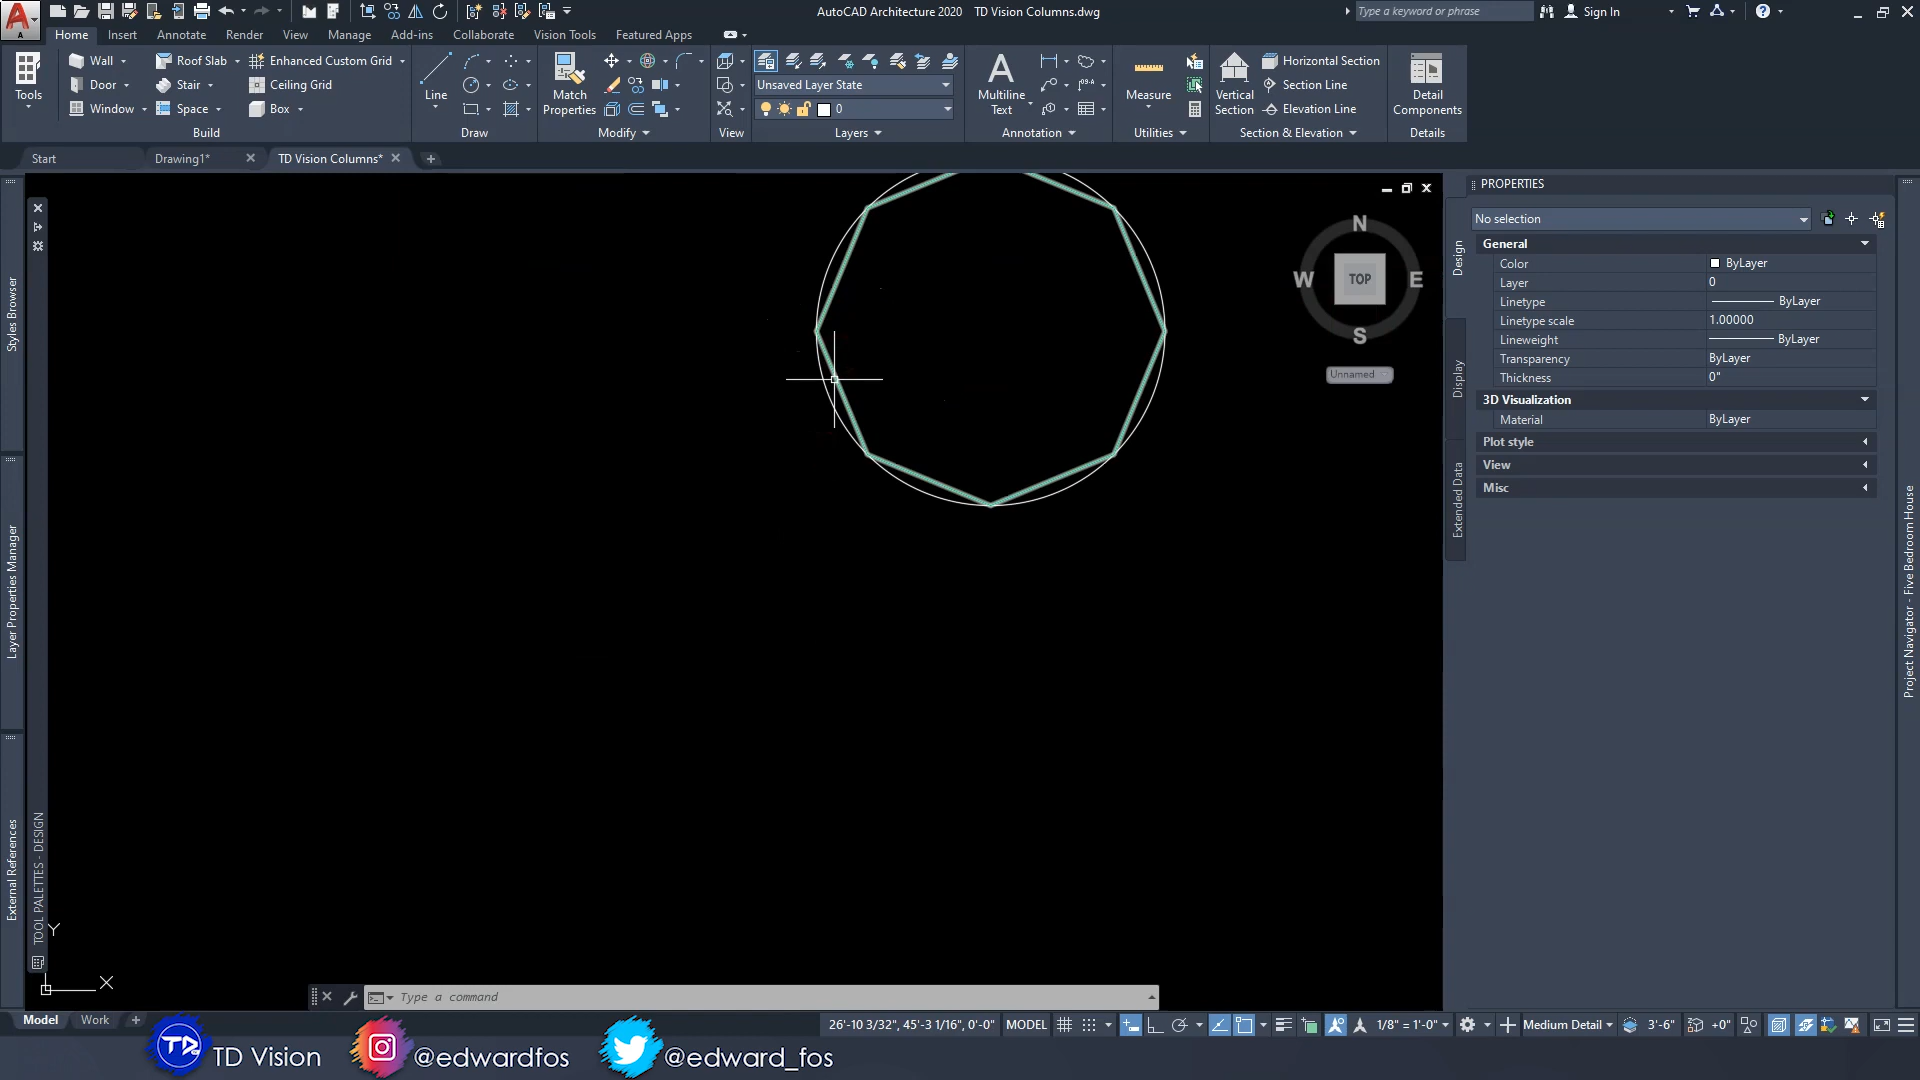 AutoCAD Architecture 2020 TD Vision Columns.dwg
Type a keyword or phrase
Sign In
Home Insert Annotate Render View Manage Add-ins Collaborate Vision Tools Featured Apps
Tools
Wall Roof Slab Enhanced Custom Grid
Door Stair Ceiling Grid
Window Space Box
Build
Line
Draw
Match Properties
Modify
View
Unsaved Layer State
0
Layers
Multiline Text
Annotation
Measure
Utilities
Vertical Section
Horizontal Section
Section Line
Elevation Line
Section & Elevation
Detail Components
Details
Start Drawing1* TD Vision Columns*
Styles Browser
Layer Properties Manager
External References
TOOL PALETTES - DESIGN
N
W TOP E
S
Unnamed
PROPERTIES
No selection
Design
Display
Extended Data
General
Color ByLayer
Layer 0
Linetype ByLayer
Linetype scale 1.00000
Lineweight ByLayer
Transparency ByLayer
Thickness 0"
3D Visualization
Material ByLayer
Plot style
View
Misc
Project Navigator - Five Bedroom House
Y
X
Type a command
Model Work
26'-10 3/32", 45'-3 1/16", 0'-0" MODEL 1/8" = 1'-0" Medium Detail 3'-6" +0"
TD TD Vision @edwardfos @edward_fos